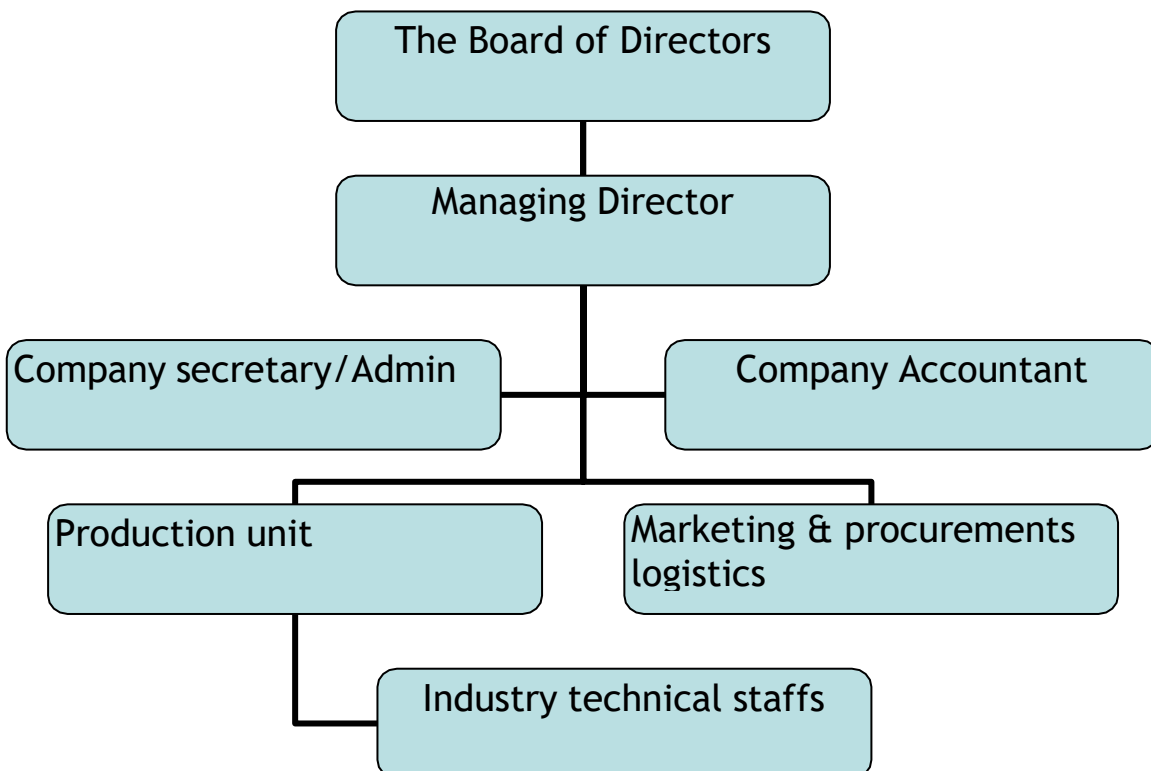 The Board of Directors
Managing Director
Company secretary/Admin
Company Accountant
Production unit
Marketing & procurements
logistics
Industry technical staffs